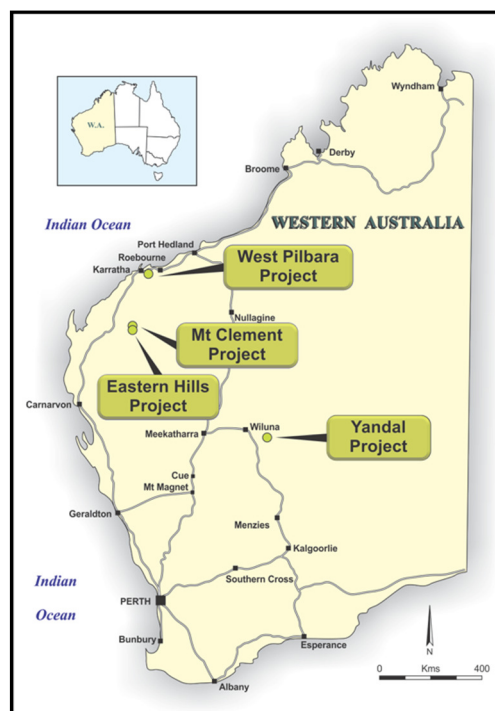 Wyndham
W.A.
Derby
Broome
Indian Ocean
WESTERN AUSTRALIA
Port Hedland
Roebourne
Karratha
West Pilbara
Project
Nullagine
Mt Clement
Project
Eastern Hills
Project
Carnarvon
Meekatharra
Wiluna
Yandal
Project
Cue
Mt Magnet
Geraldton
Menzies
Kalgoorlie
Indian
Ocean
Southern Cross
PERTH
Bunbury
Esperance
N
Albany
0 Kms 400